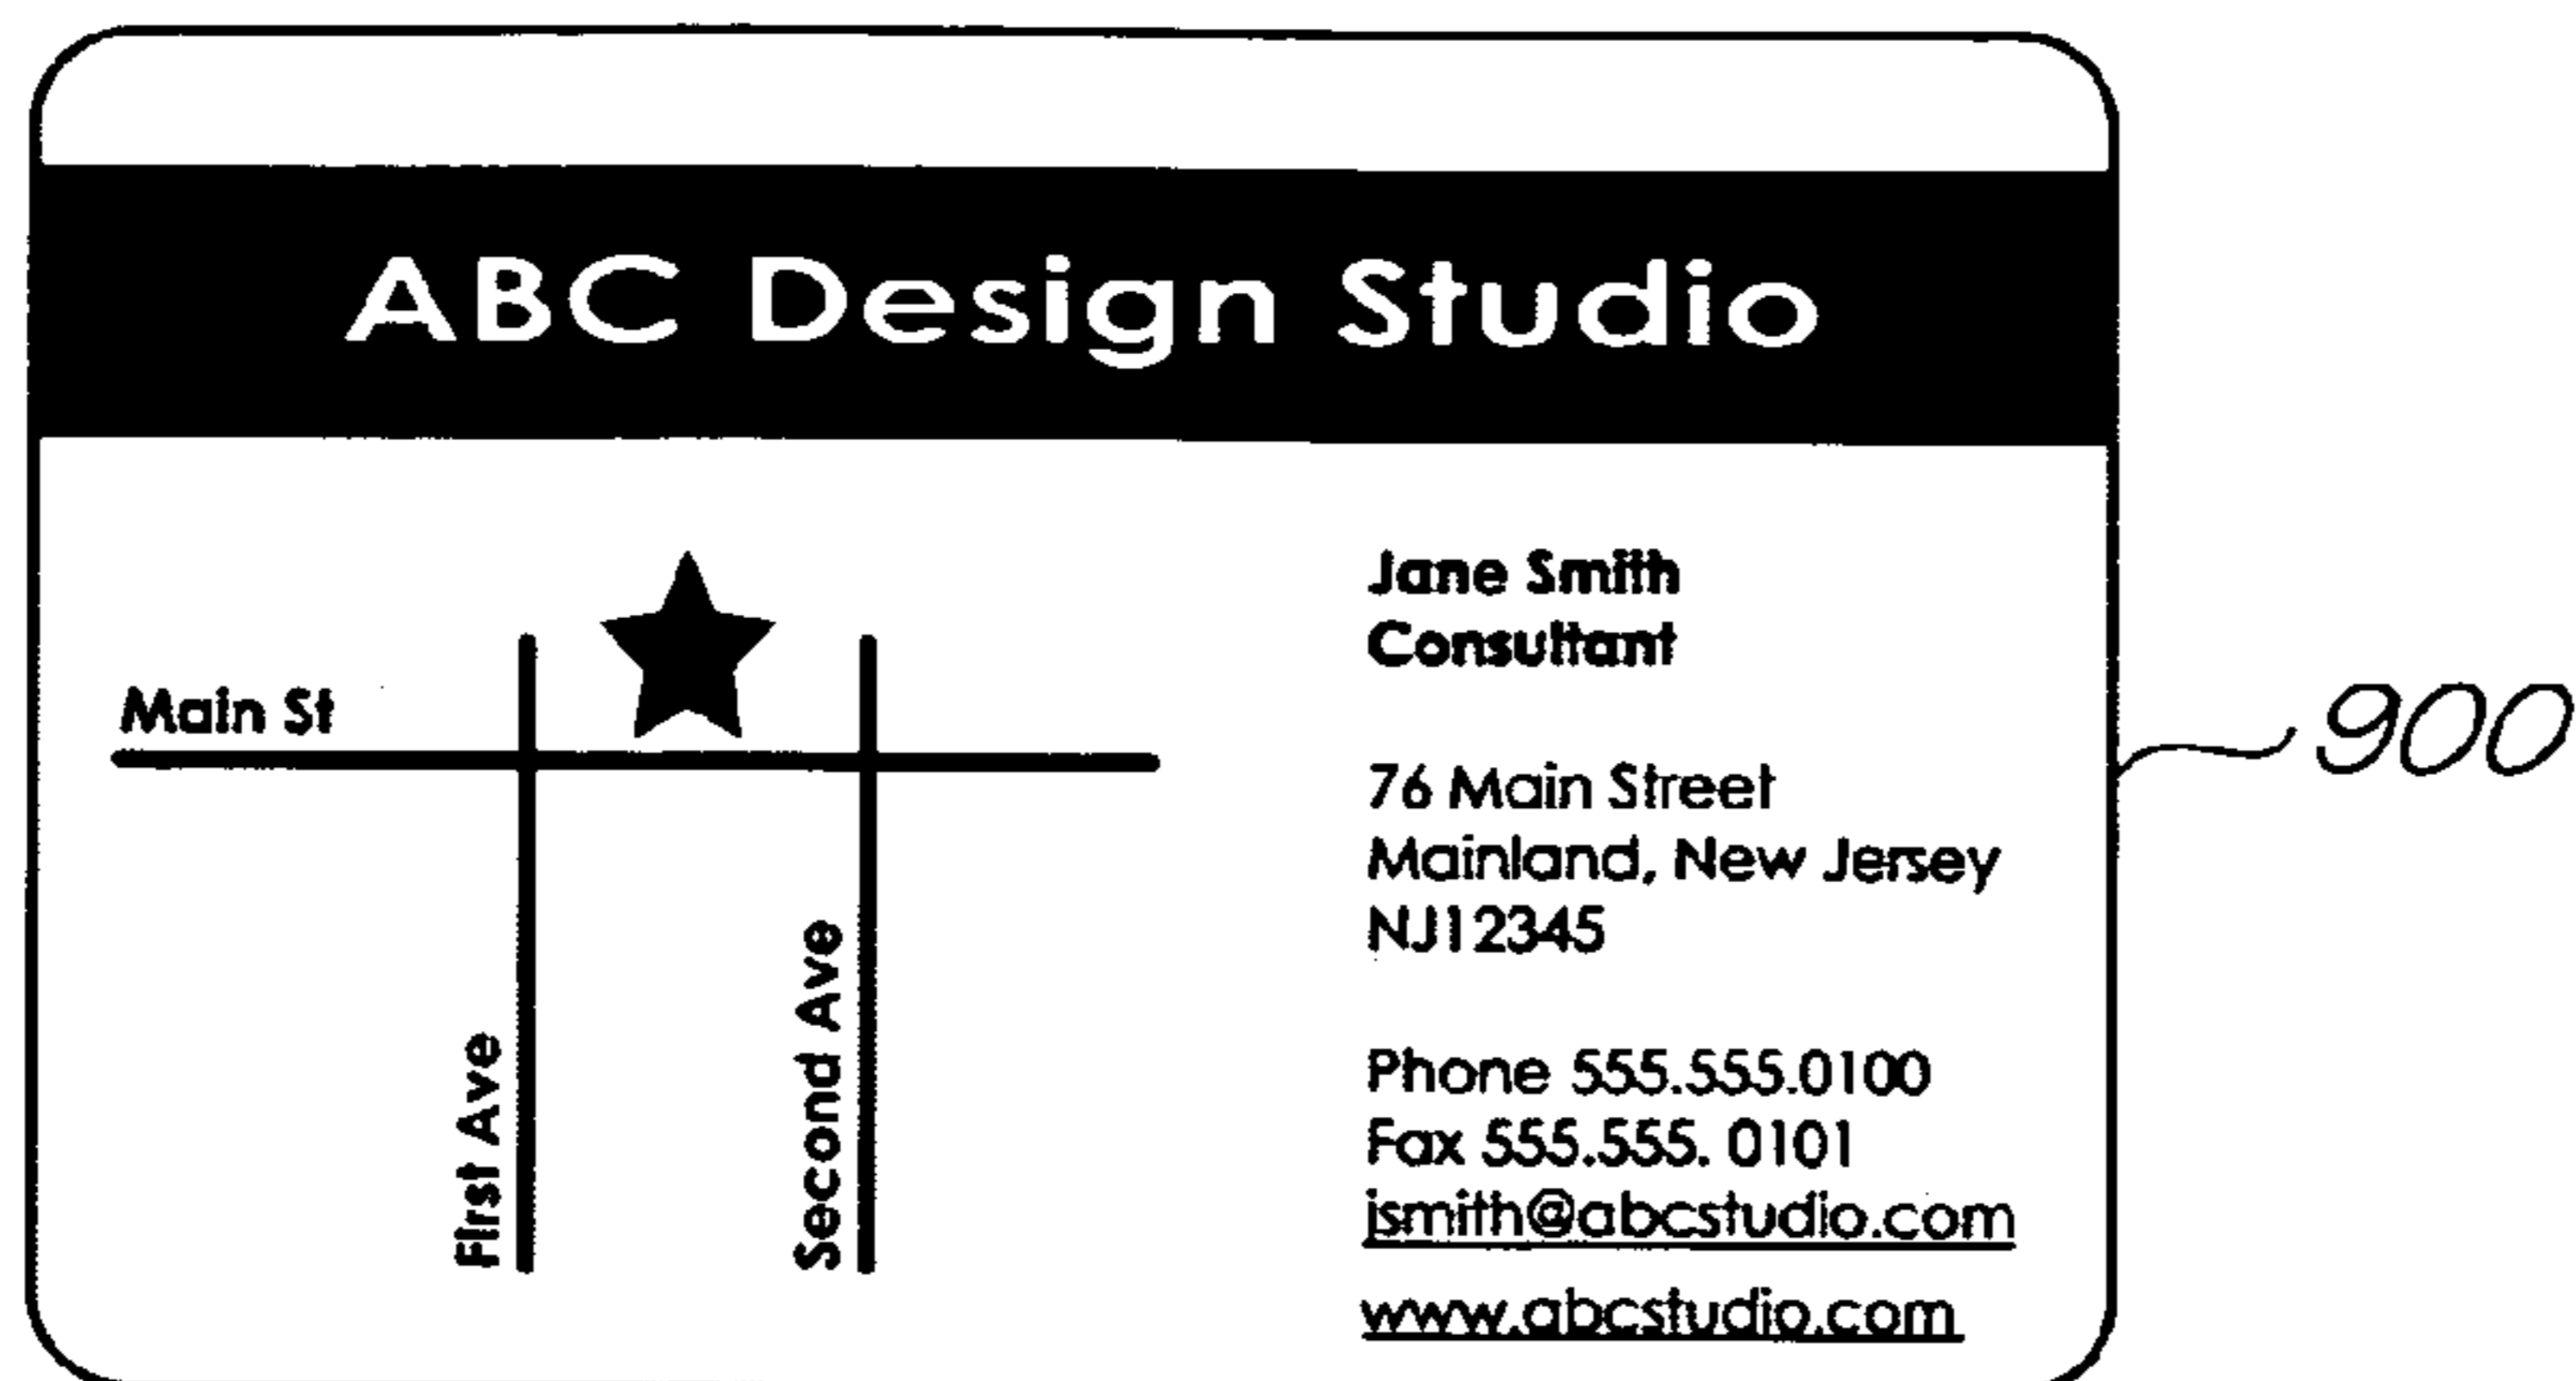 ABC Design Studio
Main St
First Ave
Second Ave
Jane Smith
Consultant
76 Main Street
Mainland, New Jersey
NJ12345
Phone 555.555.0100
Fax 555.555. 0101
jsmith@abcstudio.com
www.abcstudio.com
900